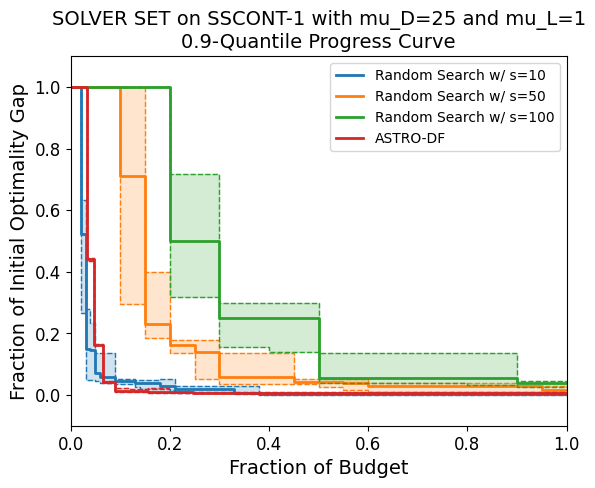 SOLVER SET on SSCONT-1 with mu_D=25 and mu_L=1
0.9-Quantile Progress Curve
Random Search w/ s=10
Random Search w/ s=50
Random Search w/ s=100
ASTRO-DF
Fraction of Initial Optimality Gap
1.0
0.8
0.6
0.4
0.2
0.0
0.0 0.2 0.4 0.6 0.8 1.0
Fraction of Budget